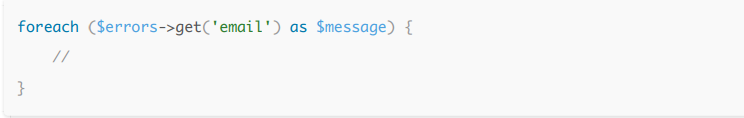 foreach ($errors->get('email') as $message) {
    //
}